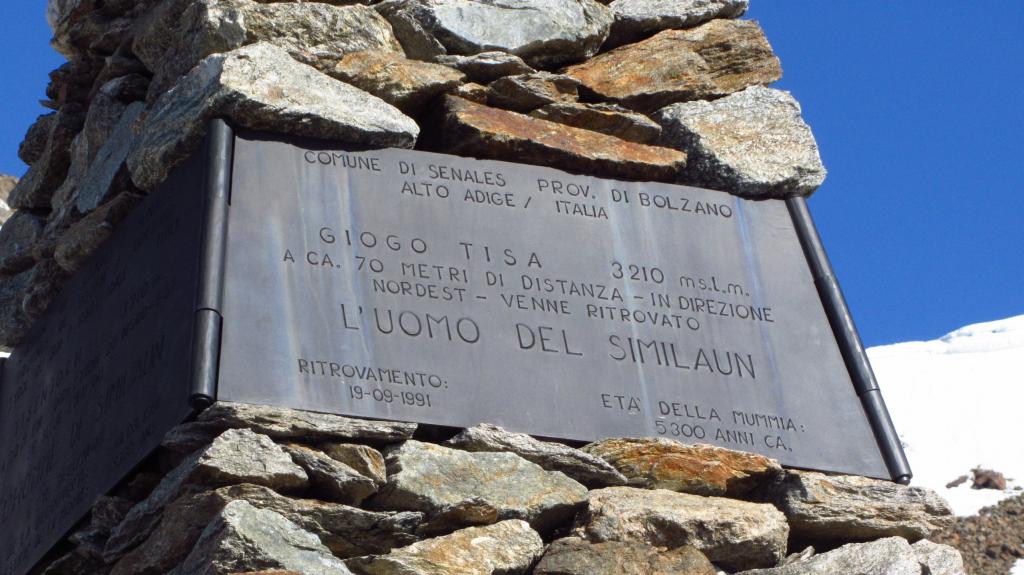 COMUNE DI SENALES PROV. DI BOLZANO
ALTO ADIGE / ITALIA
GIOGO TISA 3210 m s.l.m.
A CA. 70 METRI DI DISTANZA - IN DIREZIONE
NORDEST - VENNE RITROVATO
L'UOMO DEL SIMILAUN
RITROVAMENTO:
19-09-1991
ETÀ DELLA MUMMIA:
5300 ANNI CA.